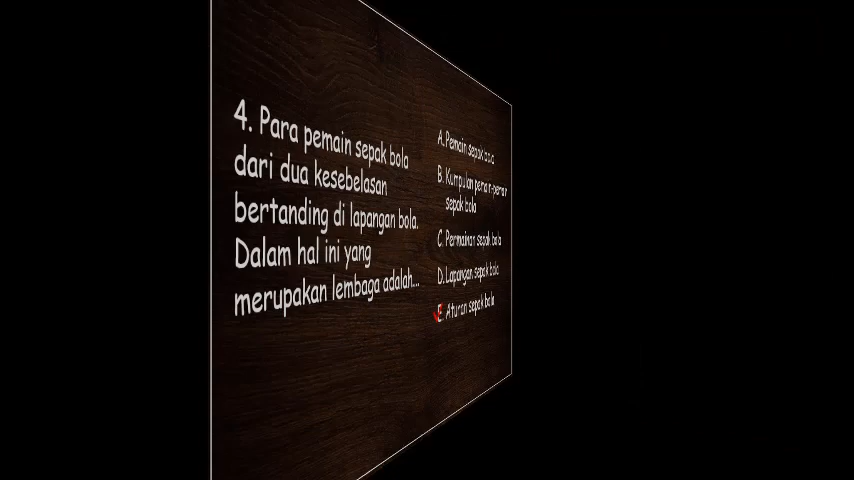 4. Para pemain sepak bola
dari dua kesebelasan
bertanding di lapangan bola.
Dalam hal ini yang
merupakan lembaga adalah...
A. Pemain sepak bola
B. Kumpulan pemain-pemain
sepak bola
C. Permainan sepak bola
D. Lapangan sepak bola
E. Aturan sepak bola